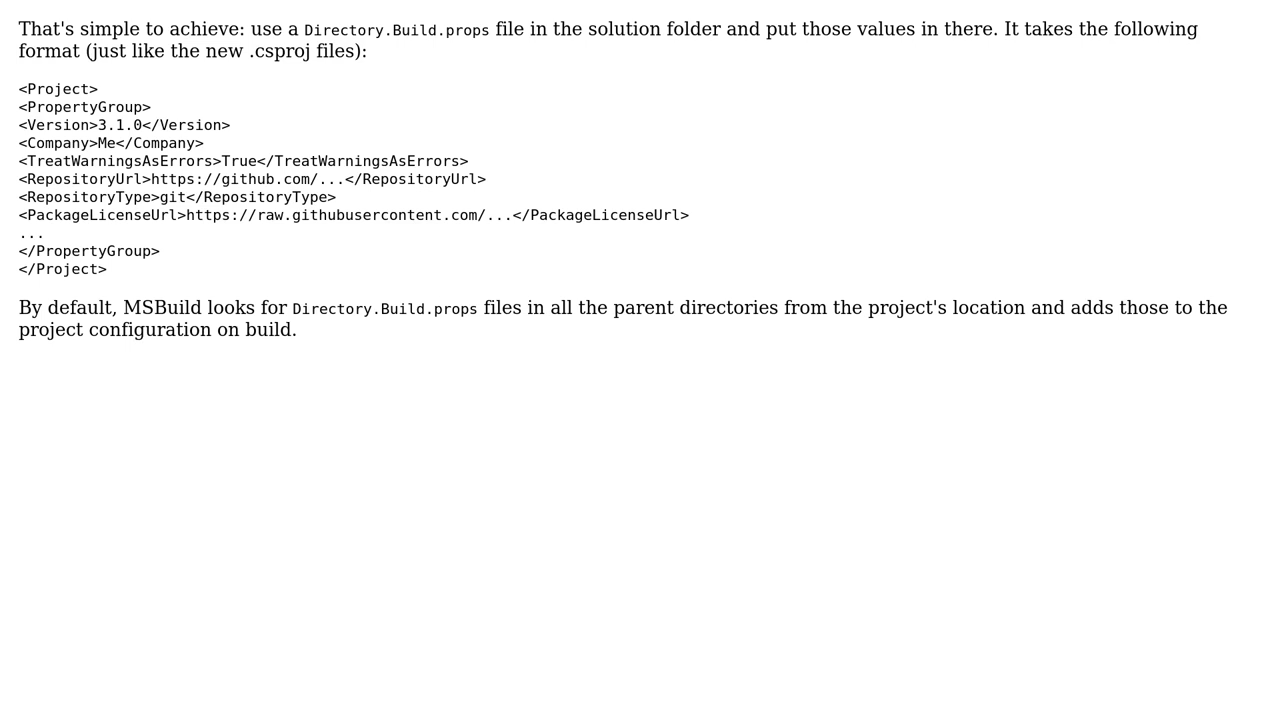 That's simple to achieve: use a Directory.Build.props file in the solution folder and put those values in there. It takes the following
format (just like the new .csproj files):
<Project>
<PropertyGroup>
<Version>3.1.0</Version>
<Company>Me</Company>
<TreatWarningsAsErrors>True</TreatWarningsAsErrors>
<RepositoryUrl>https://github.com/...</RepositoryUrl>
<RepositoryType>git</RepositoryType>
<PackageLicenseUrl>https://raw.githubusercontent.com/...</PackageLicenseUrl>
...
</PropertyGroup>
</Project>
By default, MSBuild looks for Directory.Build.props files in all the parent directories from the project's location and adds those to the
project configuration on build.